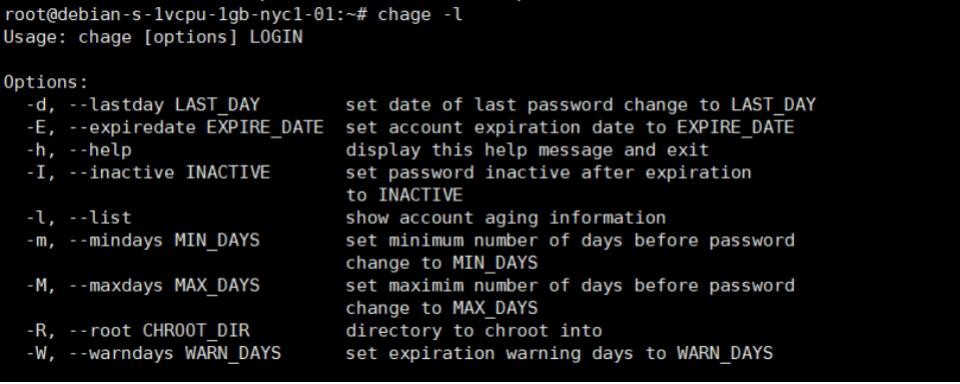 root@debian-s-1vcpu-1gb-nyc1-01:~# chage -l
Usage: chage [options] LOGIN

Options:
  -d, --lastday LAST_DAY        set date of last password change to LAST_DAY
  -E, --expiredate EXPIRE_DATE  set account expiration date to EXPIRE_DATE
  -h, --help                    display this help message and exit
  -I, --inactive INACTIVE       set password inactive after expiration
                                to INACTIVE
  -l, --list                    show account aging information
  -m, --mindays MIN_DAYS        set minimum number of days before password
                                change to MIN_DAYS
  -M, --maxdays MAX_DAYS        set maximim number of days before password
                                change to MAX_DAYS
  -R, --root CHROOT_DIR         directory to chroot into
  -W, --warndays WARN_DAYS      set expiration warning days to WARN_DAYS